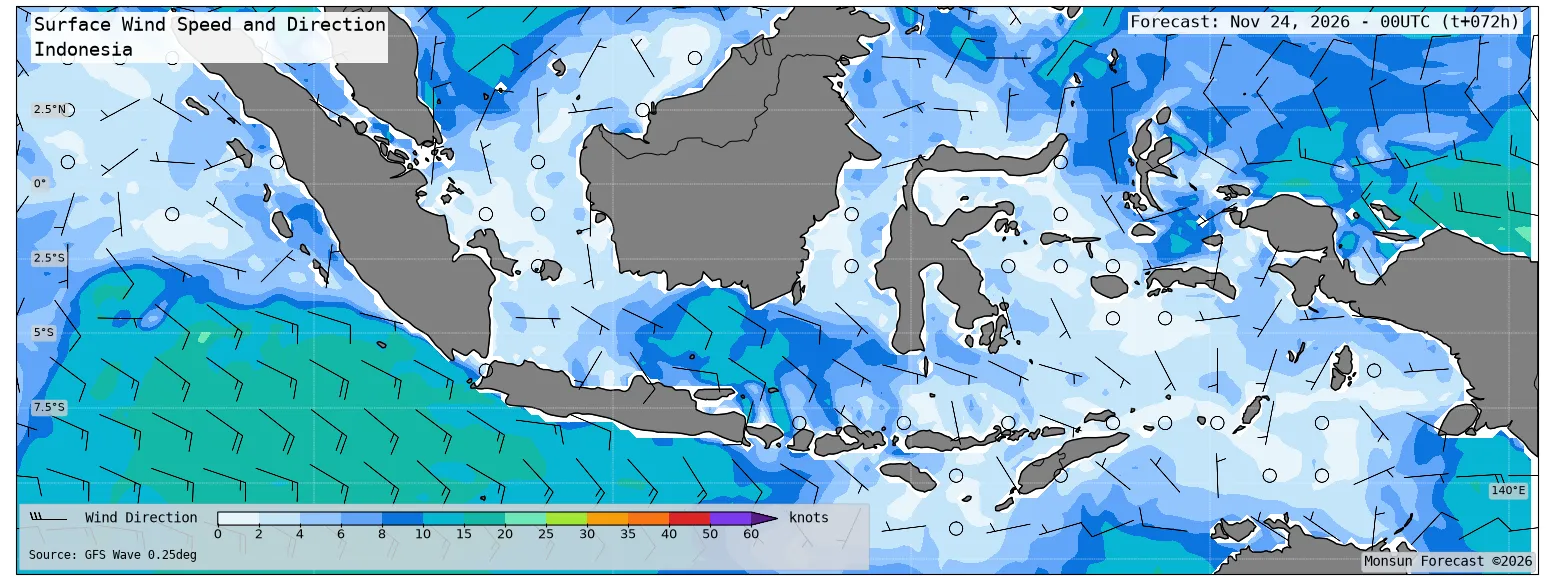 Surface Wind Speed and Direction
Indonesia
Forecast: Nov 24, 2026 - 00UTC (t+072h)
2.5°N
0°
2.5°S
5°S
7.5°S
140°E
Wind Direction
knots
0 2 4 6 8 10 15 20 25 30 35 40 50 60
Source: GFS Wave 0.25deg
Monsun Forecast ©2026